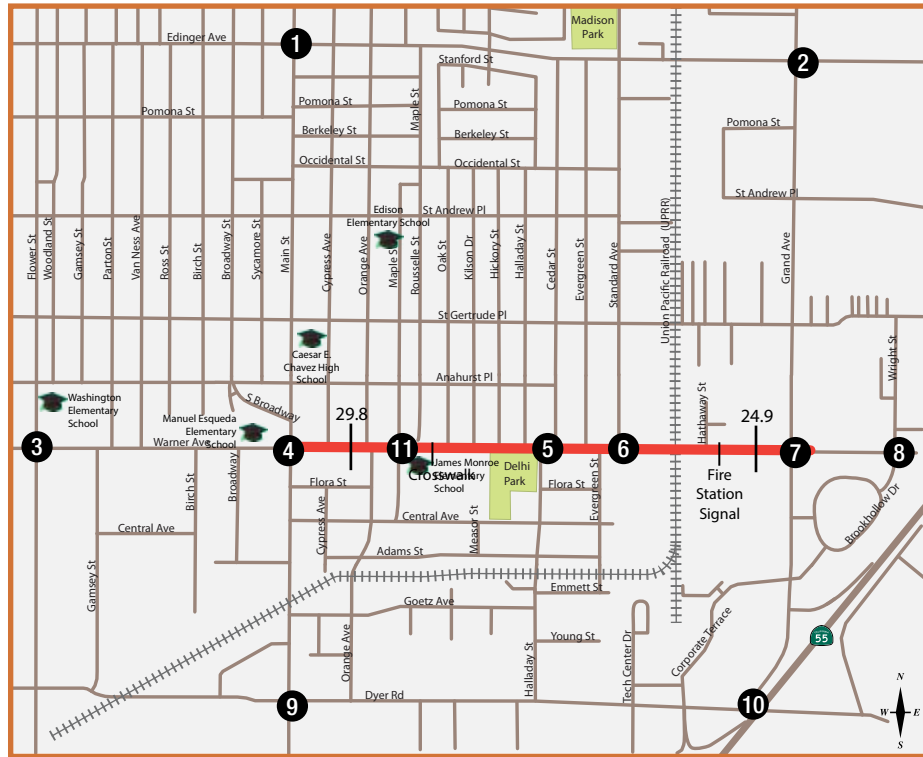 Madison
Park
Edinger Ave
1
Stanford St
2
Pomona St
Pomona St
Pomona St
Maple St
Pomona St
Berkeley St
Berkeley St
Occidental St
Occidental St
St Andrew Pl
Edison
Elementary School
St Andrew Pl
Flower St
Woodland St
Gamsey St
Parton St
Van Ness Ave
Ross St
Birch St
Broadway St
Sycamore St
Main St
Cypress Ave
Orange Ave
Maple St
Rousselle St
Oak St
Kilson Dr
Hickory St
Halladay St
Cedar St
Evergreen St
Standard Ave
Union Pacific Railroad (UPRR)
Grand Ave
St Gertrude Pl
Caesar E.
Chavez High
School
Wright St
Anahurst Pl
Washington
Elementary
School
S Broadway
Manuel Esqueda
Elementary
School
29.8
Hathaway St
24.9
3
Warner Ave
4
11
5
6
7
8
James Monroe
Elementary
School
Crosswalk
Delhi
Park
Fire
Station
Signal
Birch St
Broadway
Flora St
Flora St
Evergreen St
Cypress Ave
Central Ave
Central Ave
Measor St
Brookhollow Dr
Adams St
Gamsey St
Emmett St
Goetz Ave
Orange Ave
Young St
Halladay St
Tech Center Dr
Corporate Terrace
55
Dyer Rd
9
10
N
W
E
S